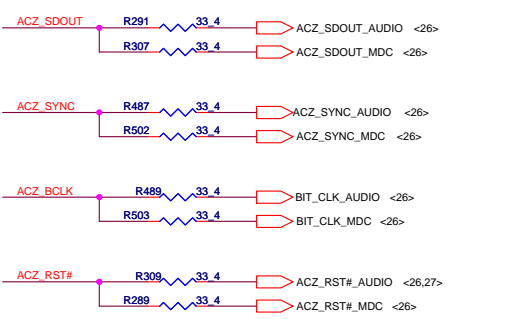 ACZ_SDOUT R291 33_4 ACZ_SDOUT_AUDIO <26>
R307 33_4 ACZ_SDOUT_MDC <26>
ACZ_SYNC R487 33_4 ACZ_SYNC_AUDIO <26>
R502 33_4 ACZ_SYNC_MDC <26>
ACZ_BCLK R489 33_4 BIT_CLK_AUDIO <26>
R503 33_4 BIT_CLK_MDC <26>
ACZ_RST# R309 33_4 ACZ_RST#_AUDIO <26,27>
R289 33_4 ACZ_RST#_MDC <26>